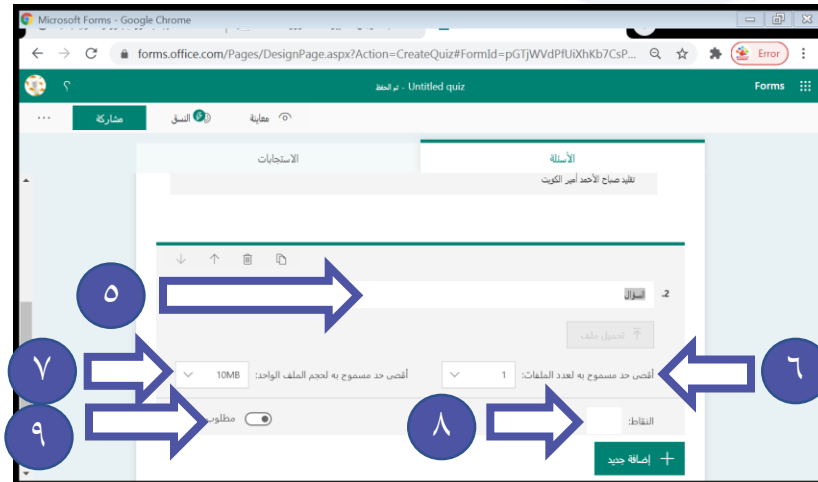 Microsoft Forms - Google Chrome
forms.office.com/Pages/DesignPage.aspx?Action=CreateQuiz#FormId=pGTjWVdPfUiXhKb7CsP...
Error
Forms
Untitled quiz - تم الحفظ
؟
معاينة
النسق
مشاركة
الأسئلة
الاستجابات
تقليد صباح الأحمد أمير الكويت
2. السؤال
٥
تحميل ملف
٦
أقصى حد مسموح به لعدد الملفات: 1
أقصى حد مسموح به لحجم الملف الواحد: 10MB
٧
النقاط:
٨
مطلوب
٩
إضافة جديد